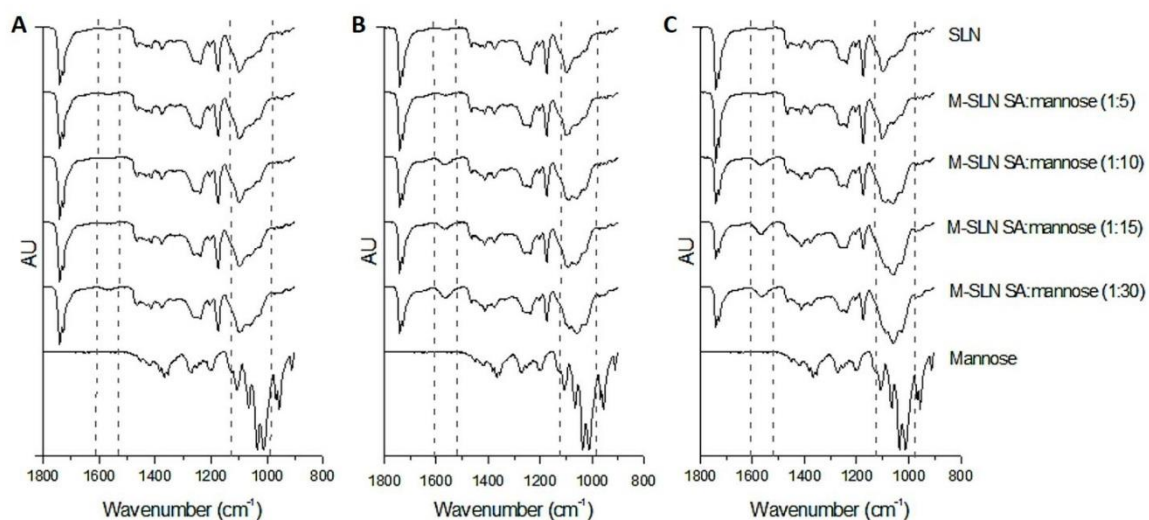 A
B
C
SLN
M-SLN SA:mannose (1:5)
M-SLN SA:mannose (1:10)
M-SLN SA:mannose (1:15)
M-SLN SA:mannose (1:30)
Mannose
AU
AU
AU
1800 1600 1400 1200 1000 800
1800 1600 1400 1200 1000 800
1800 1600 1400 1200 1000 800
Wavenumber (cm⁻¹)
Wavenumber (cm⁻¹)
Wavenumber (cm⁻¹)